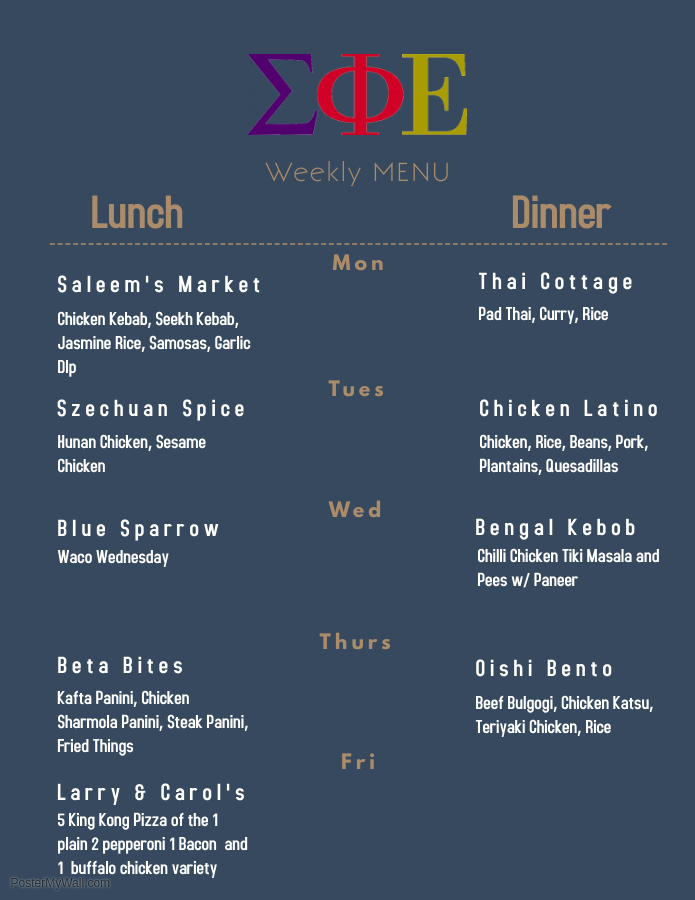 ΣΦΕ
Weekly MENU
Lunch
Dinner
Mon
Saleem's Market
Chicken Kebab, Seekh Kebab,
Jasmine Rice, Samosas, Garlic
DIp
Thai Cottage
Pad Thai, Curry, Rice
Tues
Szechuan Spice
Hunan Chicken, Sesame
Chicken
Chicken Latino
Chicken, Rice, Beans, Pork,
Plantains, Quesadillas
Wed
Blue Sparrow
Waco Wednesday
Bengal Kebob
Chilli Chicken Tiki Masala and
Pees w/ Paneer
Thurs
Beta Bites
Kafta Panini, Chicken
Sharmola Panini, Steak Panini,
Fried Things
Oishi Bento
Beef Bulgogi, Chicken Katsu,
Teriyaki Chicken, Rice
Fri
Larry & Carol's
5 King Kong Pizza of the 1
plain 2 pepperoni 1 Bacon and
1 buffalo chicken variety
PosterMyWall.com